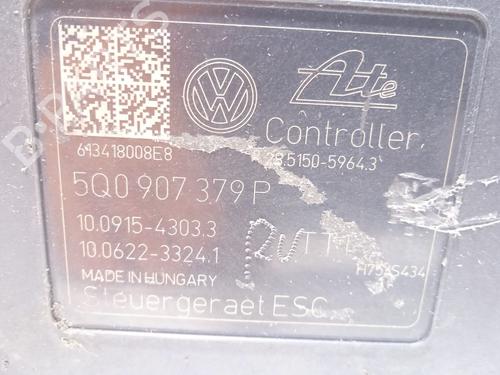 Ate
Controller
613418008E8
28.5150-5964.3
5Q0 907 379 P
10.0915-4303.3
10.0622-3324.1
MADE IN HUNGARY
Steuergeraet ESC